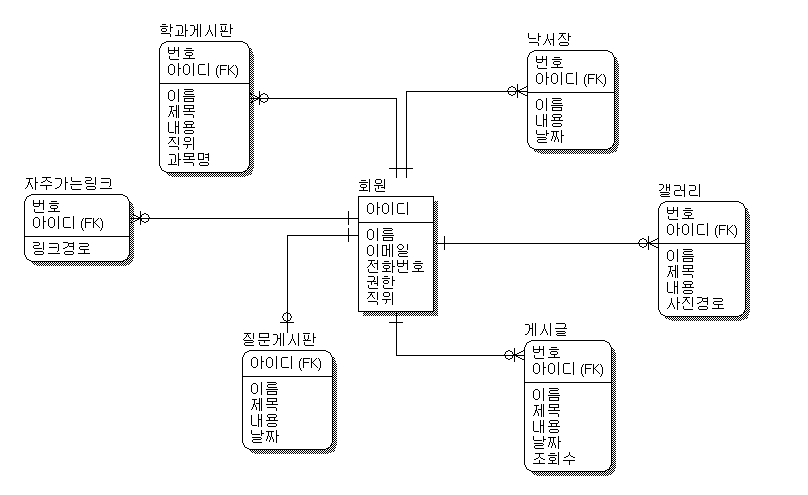 학과게시판
번호
아이디 (FK)
이름
제목
내용
직위
과목명
낙서장
번호
아이디 (FK)
이름
내용
날짜
자주가는링크
번호
아이디 (FK)
링크경로
회원
아이디
이름
이메일
전화번호
권한
직위
갤러리
번호
아이디 (FK)
이름
제목
내용
사진경로
질문게시판
아이디 (FK)
이름
제목
내용
날짜
게시글
번호
아이디 (FK)
이름
제목
내용
날짜
조회수